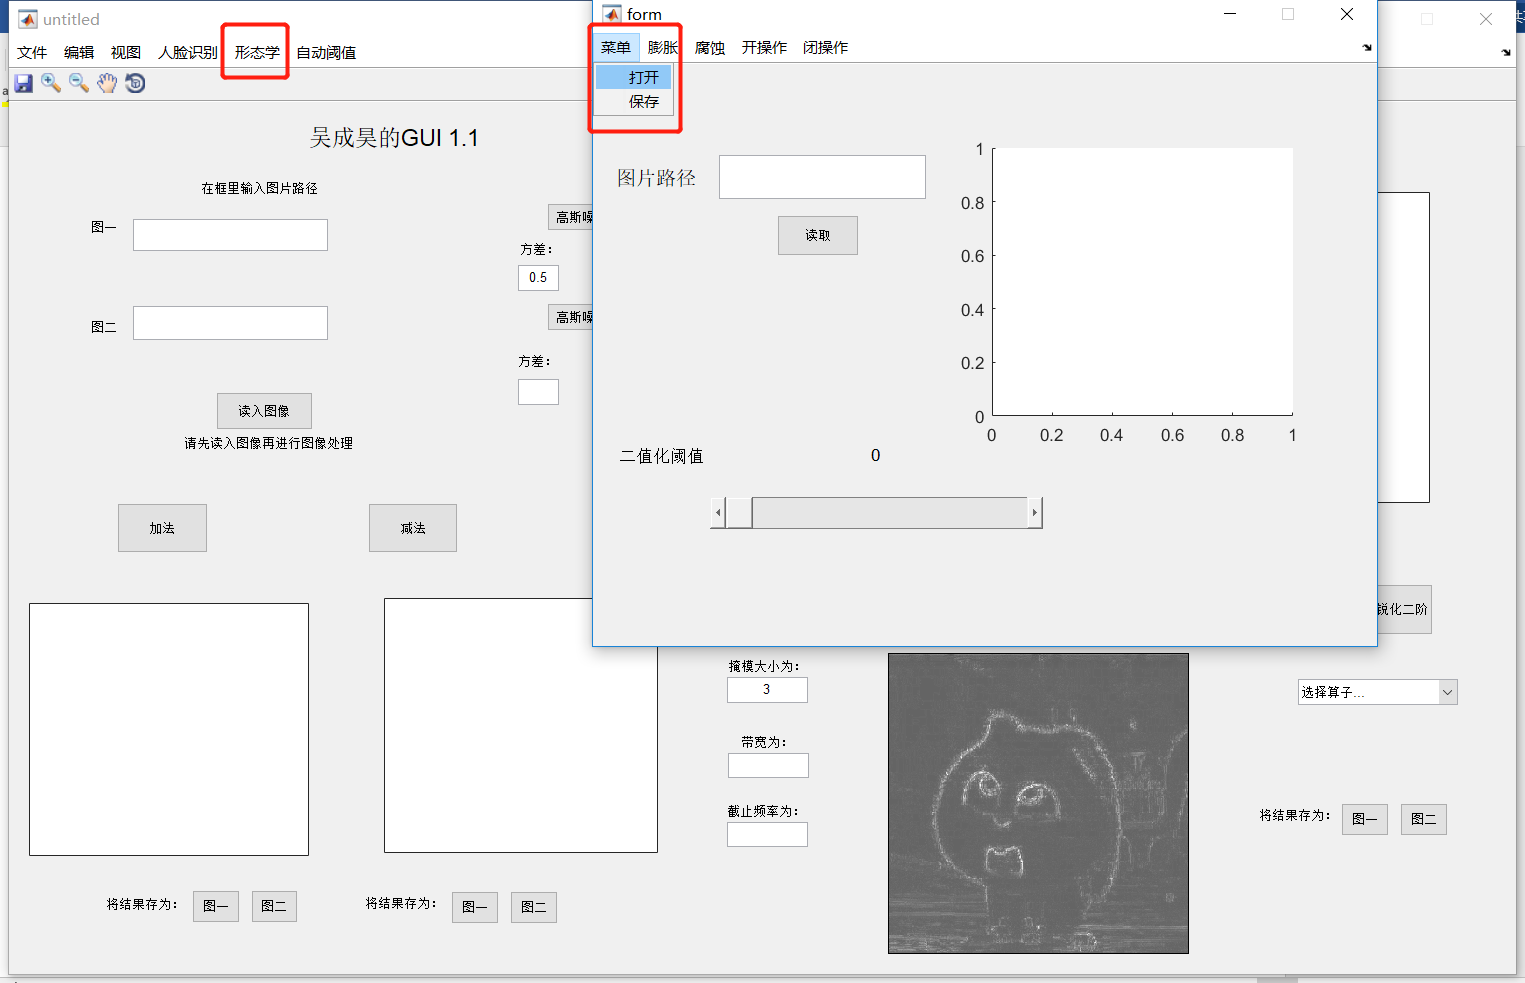 untitled
文件 编辑 视图 人脸识别 形态学 自动阈值
吴成昊的GUI 1.1
在框里输入图片路径
图一
图二
读入图像
请先读入图像再进行图像处理
加法
减法
高斯噪
方差：
0.5
高斯噪
方差：
form
菜单 膨胀 腐蚀 开操作 闭操作
打开
保存
图片路径
读取
1
0.8
0.6
0.4
0.2
0
0 0.2 0.4 0.6 0.8 1
二值化阈值 0
锐化二阶
掩模大小为：
3
带宽为：
截止频率为：
选择算子...
将结果存为： 图一 图二
将结果存为： 图一 图二
将结果存为： 图一 图二